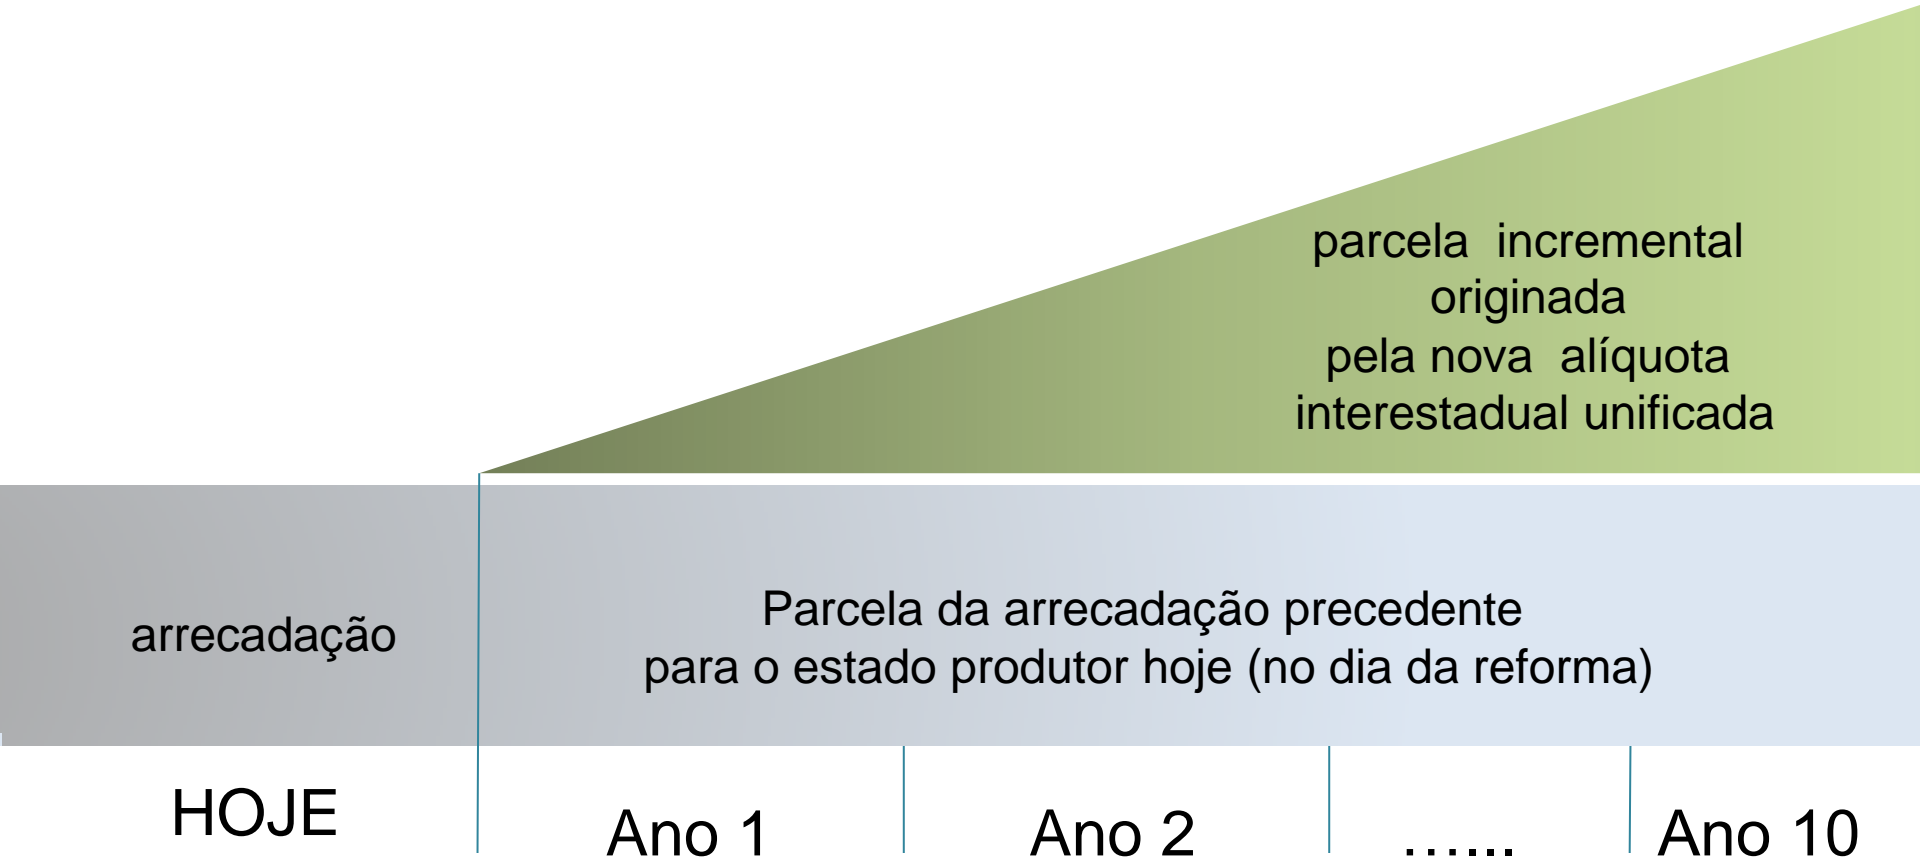 parcela incremental
originada
pela nova alíquota
interestadual unificada
arrecadação
Parcela da arrecadação precedente
para o estado produtor hoje (no dia da reforma)
HOJE
Ano 1
Ano 2
…...
Ano 10